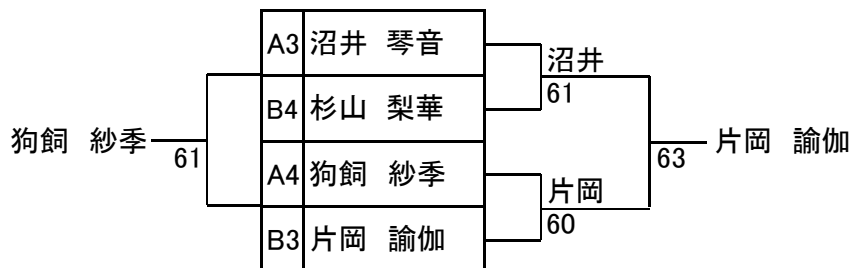 A3 沼井 琴音
沼井
61
B4 杉山 梨華
狗飼 紗季
61
63
片岡 諭伽
A4 狗飼 紗季
片岡
60
B3 片岡 諭伽